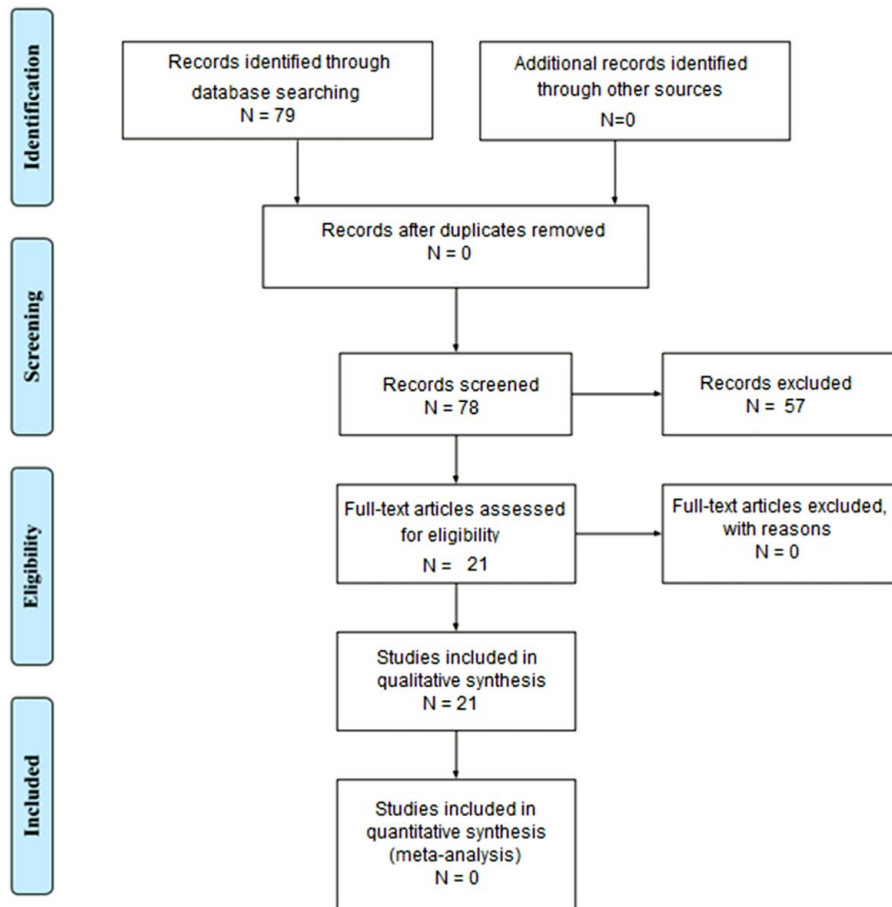 Identification
Records identified through
database searching
N = 79
Additional records identified
through other sources
N=0
Records after duplicates removed
N = 0
Screening
Records screened
N = 78
Records excluded
N = 57
Eligibility
Full-text articles assessed
for eligibility
N = 21
Full-text articles excluded,
with reasons
N = 0
Studies included in
qualitative synthesis
N = 21
Included
Studies included in
quantitative synthesis
(meta-analysis)
N = 0